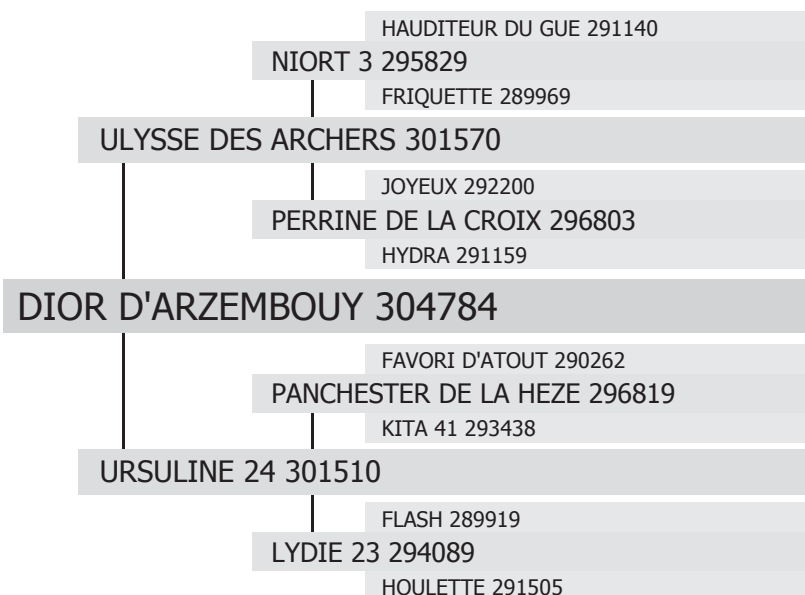 HAUDITEUR DU GUE 291140
NIORT 3 295829
FRIQUETTE 289969
ULYSSE DES ARCHERS 301570
JOYEUX 292200
PERRINE DE LA CROIX 296803
HYDRA 291159
DIOR D'ARZEMBOUY 304784
FAVORI D'ATOUT 290262
PANCHESTER DE LA HEZE 296819
KITA 41 293438
URSULINE 24 301510
FLASH 289919
LYDIE 23 294089
HOULETTE 291505